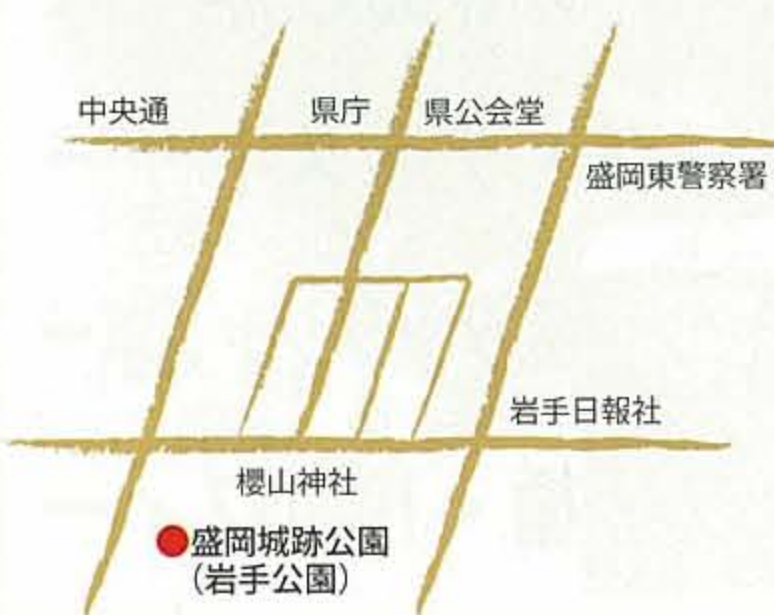 中央通
県庁
県公会堂
盛岡東警察署
岩手日報社
櫻山神社
●盛岡城跡公園
（岩手公園）